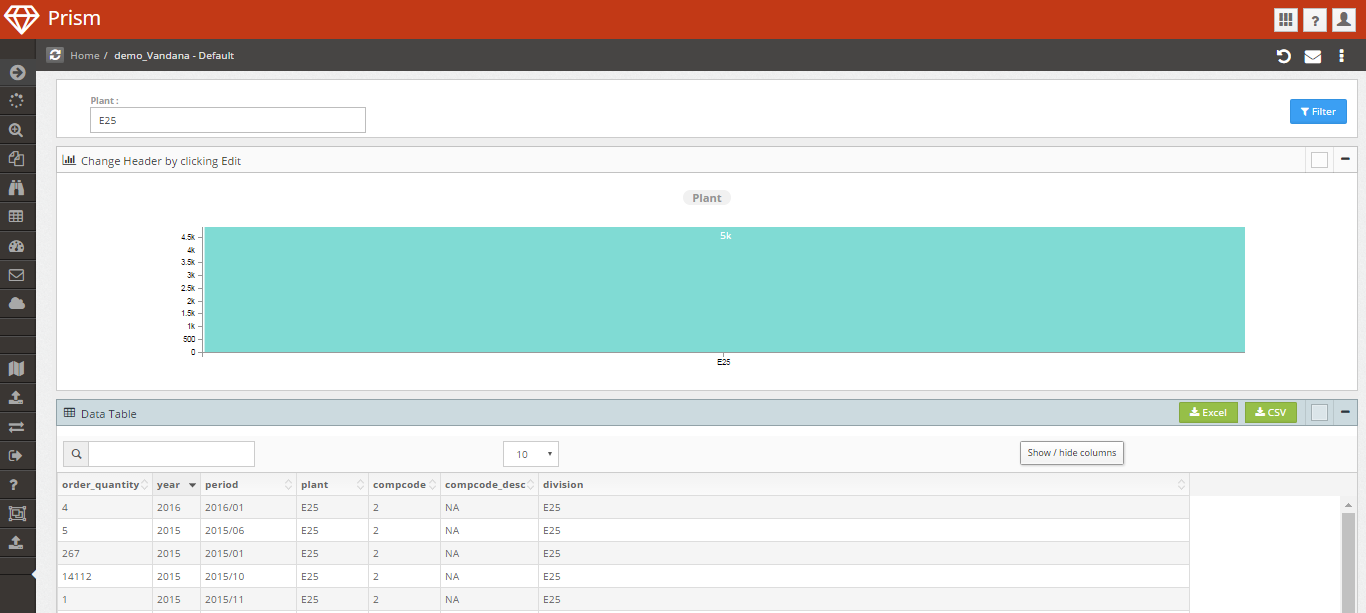 Prism
?
Home / demo_Vandana - Default
Plant :
E25
Filter
Change Header by clicking Edit
Plant
5k
4.5k
4k
3.5k
3k
2.5k
2k
1.5k
1k
500
0
E25
Data Table
Excel
CSV
10
Show / hide columns
order_quantity year period plant compcode compcode_desc division
4 2016 2016/01 E25 2 NA E25
5 2015 2015/06 E25 2 NA E25
267 2015 2015/01 E25 2 NA E25
14112 2015 2015/10 E25 2 NA E25
1 2015 2015/11 E25 2 NA E25
?